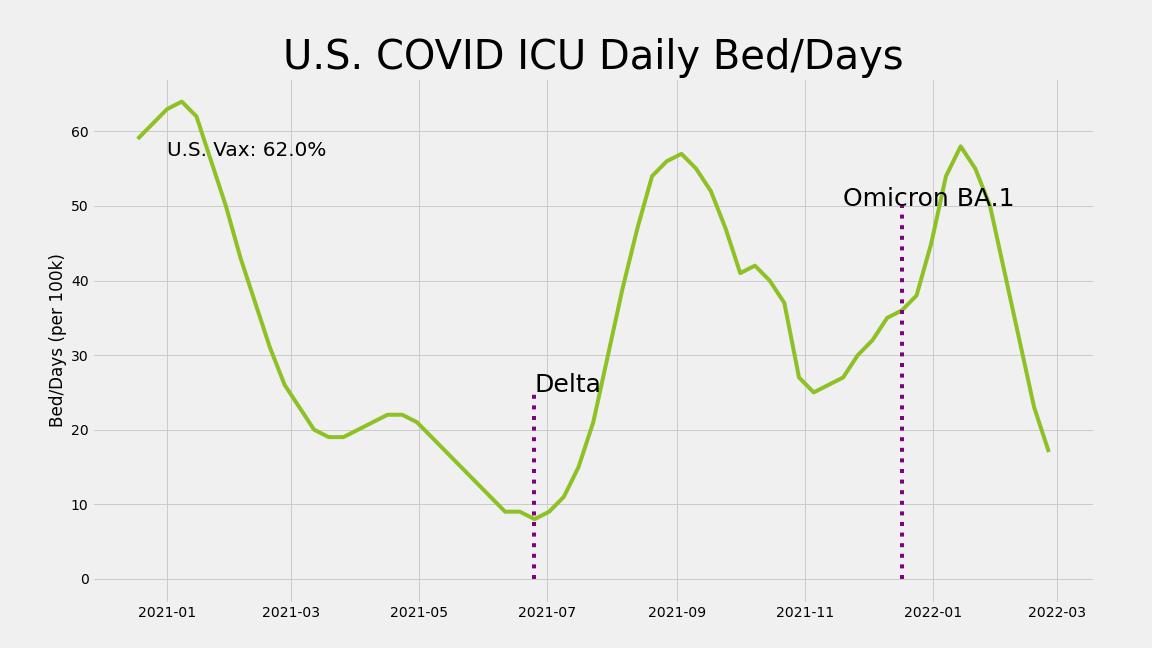 U.S. COVID ICU Daily Bed/Days
60
U.S. Vax: 62.0%
50
Omicron BA.1
40
Bed/Days (per 100k)
30
Delta
20
10
0
2021-01 2021-03 2021-05 2021-07 2021-09 2021-11 2022-01 2022-03